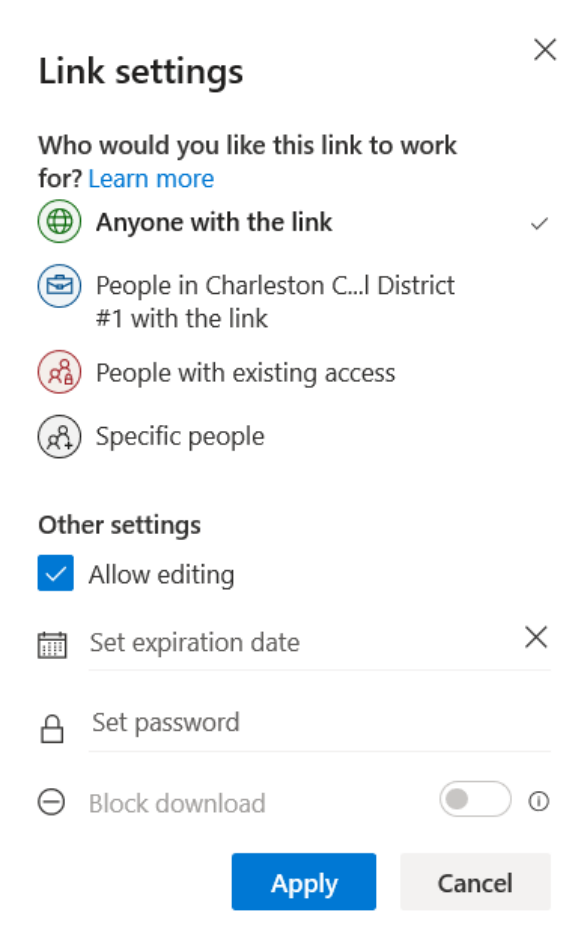 Link settings
Who would you like this link to work
for? Learn more
Anyone with the link
People in Charleston C...l District
#1 with the link
People with existing access
Specific people
Other settings
Allow editing
Set expiration date
Set password
Block download
Apply
Cancel